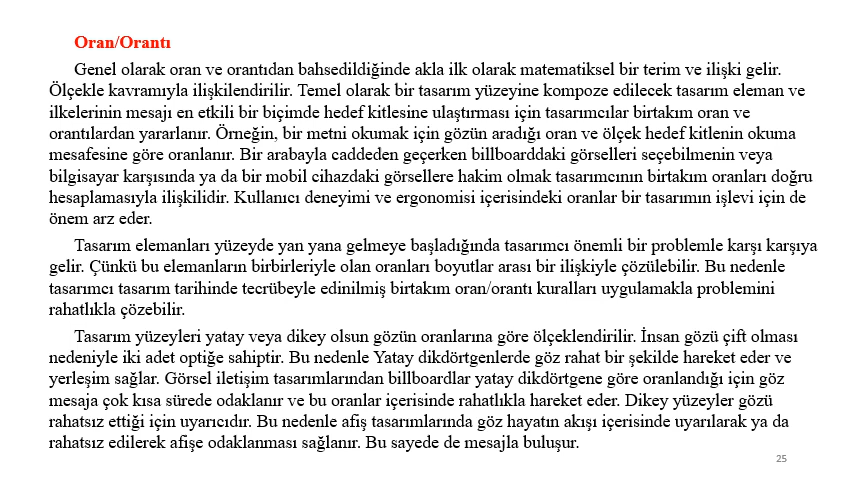 Oran/Orantı
Genel olarak oran ve orantıdan bahsedildiğinde akla ilk olarak matematiksel bir terim ve ilişki gelir.
Ölçekle kavramıyla ilişkilendirilir. Temel olarak bir tasarım yüzeyine kompoze edilecek tasarım eleman ve
ilkelerinin mesajı en etkili bir biçimde hedef kitlesine ulaştırması için tasarımcılar birtakım oran ve
orantılardan yararlanır. Örneğin, bir metni okumak için gözün aradığı oran ve ölçek hedef kitlenin okuma
mesafesine göre oranlanır. Bir arabayla caddeden geçerken billboarddaki görselleri seçebilmenin veya
bilgisayar karşısında ya da bir mobil cihazdaki görsellere hakim olmak tasarımcının birtakım oranları doğru
hesaplamasıyla ilişkilidir. Kullanıcı deneyimi ve ergonomisi içerisindeki oranlar bir tasarımın işlevi için de
önem arz eder.
Tasarım elemanları yüzeyde yan yana gelmeye başladığında tasarımcı önemli bir problemle karşı karşıya
gelir. Çünkü bu elemanların birbirleriyle olan oranları boyutlar arası bir ilişkiyle çözülebilir. Bu nedenle
tasarımcı tasarım tarihinde tecrübeyle edinilmiş birtakım oran/orantı kuralları uygulamakla problemini
rahatlıkla çözebilir.
Tasarım yüzeyleri yatay veya dikey olsun gözün oranlarına göre ölçeklendirilir. İnsan gözü çift olması
nedeniyle iki adet optiğe sahiptir. Bu nedenle Yatay dikdörtgenlerde göz rahat bir şekilde hareket eder ve
yerleşim sağlar. Görsel iletişim tasarımlarından billboardlar yatay dikdörtgene göre oranlandığı için göz
mesaja çok kısa sürede odaklanır ve bu oranlar içerisinde rahatlıkla hareket eder. Dikey yüzeyler gözü
rahatsız ettiği için uyarıcıdır. Bu nedenle afiş tasarımlarında göz hayatın akışı içerisinde uyarılarak ya da
rahatsız edilerek afişe odaklanması sağlanır. Bu sayede de mesajla buluşur.
25